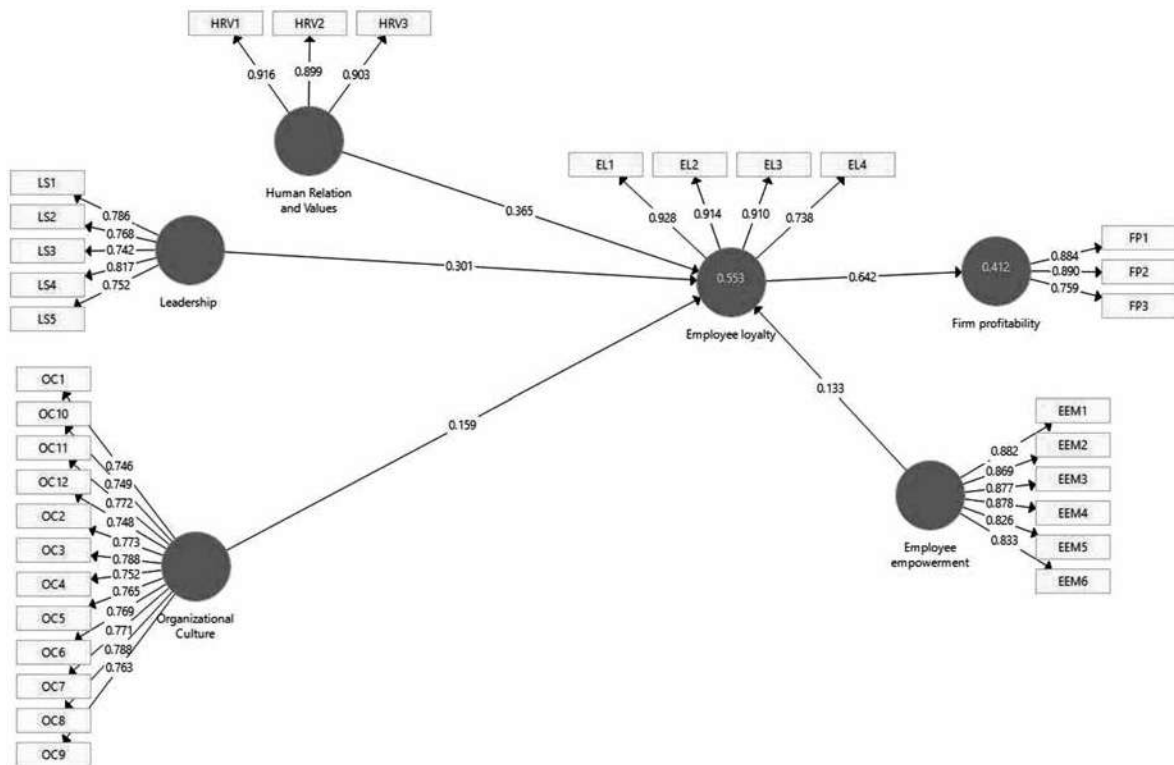 HRV1
HRV2
HRV3
0.916
0.899
0.903
Human Relation
and Values
LS1
LS2
LS3
LS4
LS5
0.786
0.768
0.742
0.817
0.752
Leadership
EL1
EL2
EL3
EL4
0.928
0.914
0.910
0.738
0.553
Employee loyalty
0.365
0.301
0.642
0.412
Firm profitability
0.884
0.890
0.759
FP1
FP2
FP3
OC1
OC10
OC11
OC12
OC2
OC3
OC4
OC5
OC6
OC7
OC8
OC9
0.746
0.749
0.772
0.748
0.773
0.788
0.752
0.765
0.769
0.771
0.788
0.763
Organizational
Culture
0.159
0.133
Employee
empowerment
0.882
0.869
0.877
0.878
0.826
0.833
EEM1
EEM2
EEM3
EEM4
EEM5
EEM6